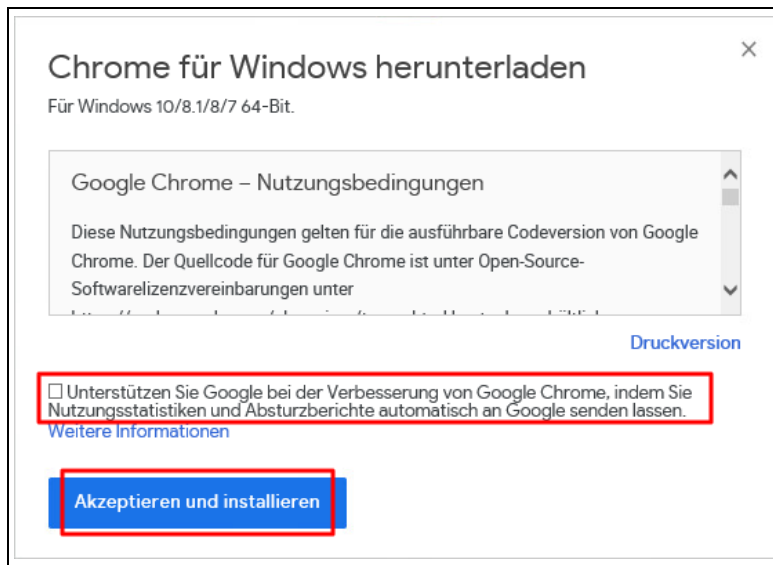 Chrome für Windows herunterladen
Für Windows 10/8.1/8/7 64-Bit.
Google Chrome – Nutzungsbedingungen
Diese Nutzungsbedingungen gelten für die ausführbare Codeversion von Google
Chrome. Der Quellcode für Google Chrome ist unter Open-Source-
Softwarelizenzvereinbarungen unter
Druckversion
Unterstützen Sie Google bei der Verbesserung von Google Chrome, indem Sie
Nutzungsstatistiken und Absturzberichte automatisch an Google senden lassen.
Weitere Informationen
Akzeptieren und installieren